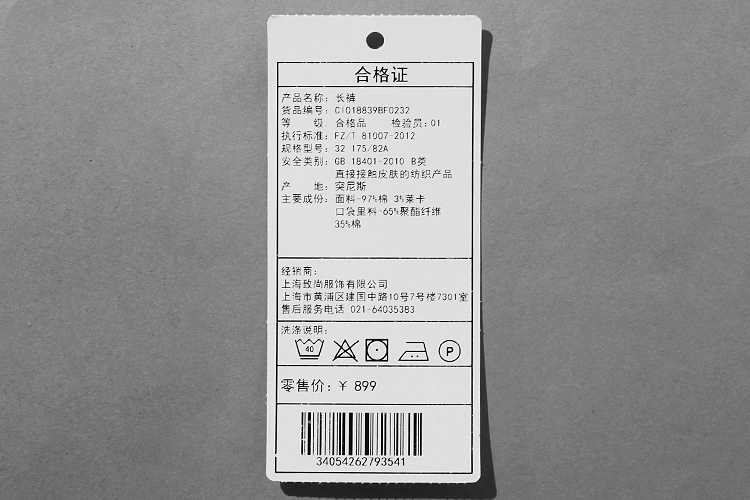 合格证
产品名称：长裤
货品编号：CI018839BF0232
等 级：合格品 检验员：01
执行标准：FZ/T 81007-2012
规格型号：32 175/82A
安全类别：GB 18401-2010 B类
直接接触皮肤的纺织产品
产 地：突尼斯
主要成份：面料-97%棉 3%莱卡
口袋里料-65%聚酯纤维
35%棉
经销商：
上海致尚服饰有限公司
上海市黄浦区建国中路10号7号楼7301室
售后服务电话 021-64035383
洗涤说明：
40
P
零售价：¥ 899
34054262793541